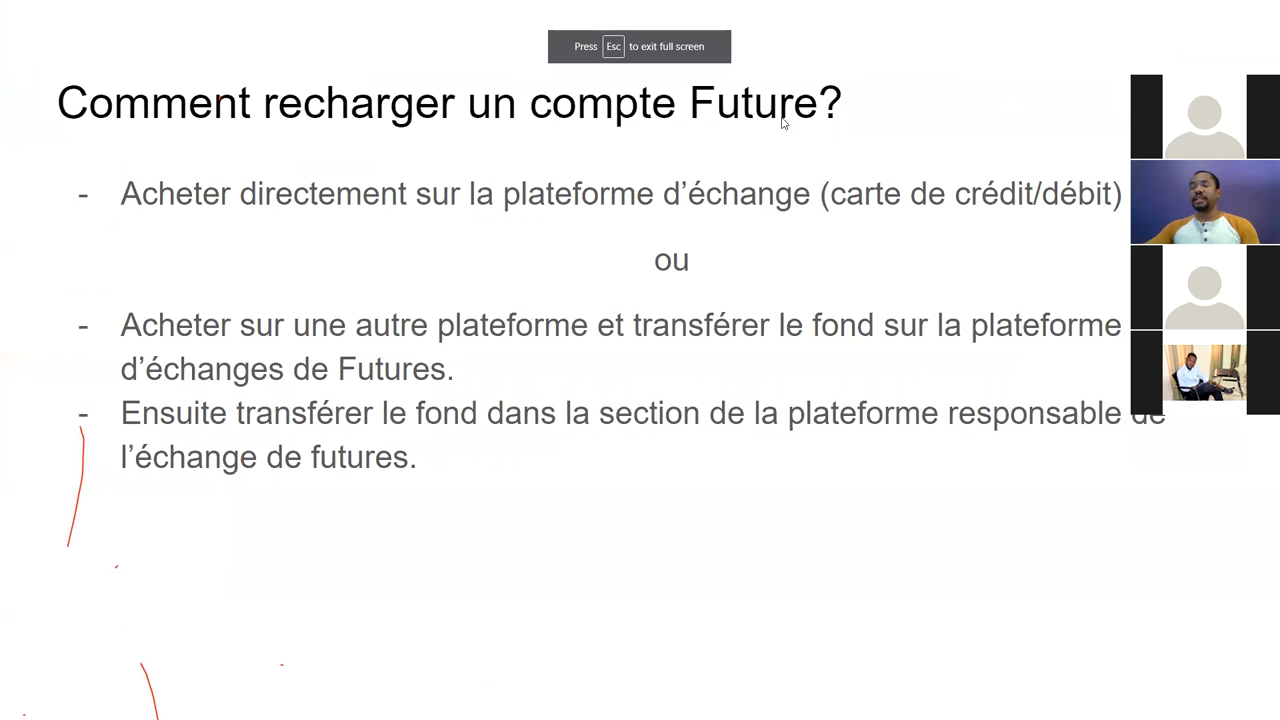 Press Esc to exit full screen
Comment recharger un compte Future?
- Acheter directement sur la plateforme d’échange (carte de crédit/débit)
ou
- Acheter sur une autre plateforme et transférer le fond sur la plateforme
d’échanges de Futures.
- Ensuite transférer le fond dans la section de la plateforme responsable de
l’échange de futures.